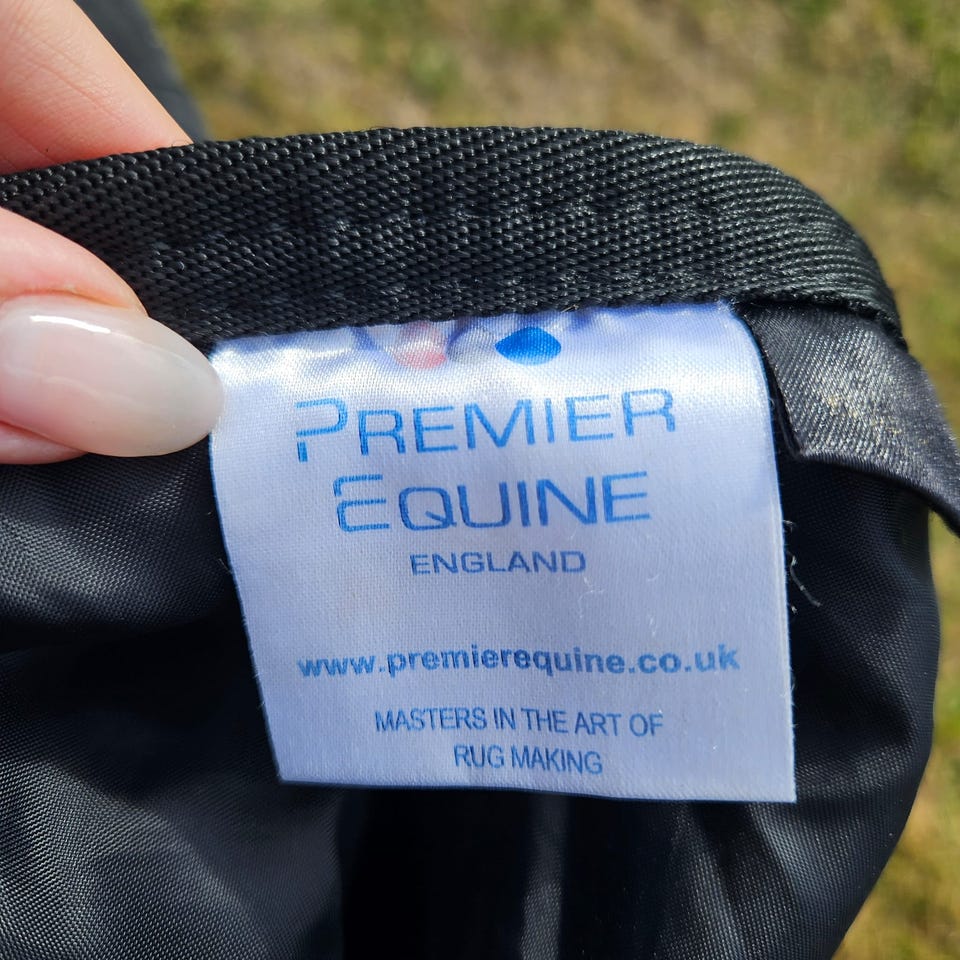 PREMIER
EQUINE
ENGLAND
www.premierequine.co.uk
MASTERS IN THE ART OF
RUG MAKING